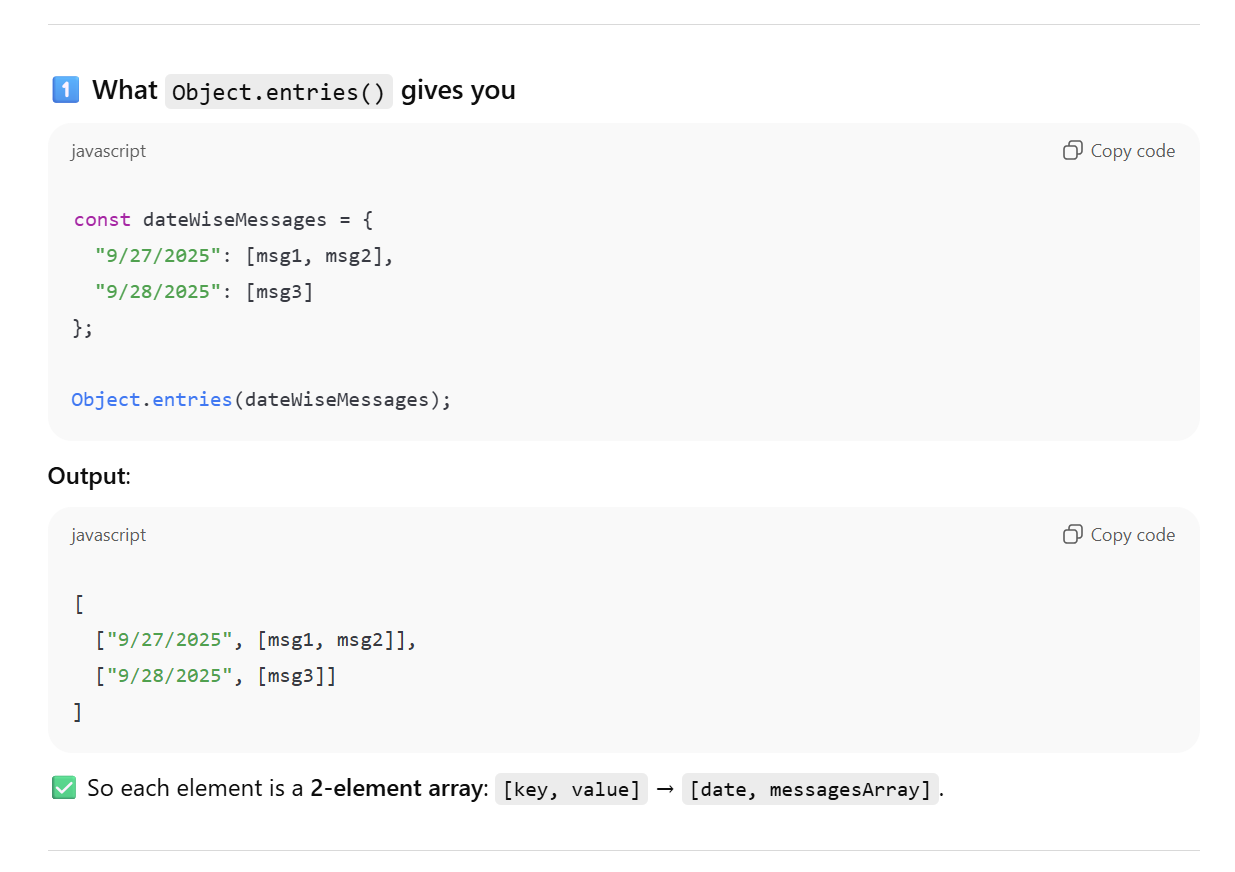 1️⃣ What Object.entries() gives you
javascript
Copy code
const dateWiseMessages = {
  "9/27/2025": [msg1, msg2],
  "9/28/2025": [msg3]
};
Object.entries(dateWiseMessages);
Output:
javascript
Copy code
[
  ["9/27/2025", [msg1, msg2]],
  ["9/28/2025", [msg3]]
]
✅ So each element is a 2-element array: [key, value] → [date, messagesArray].